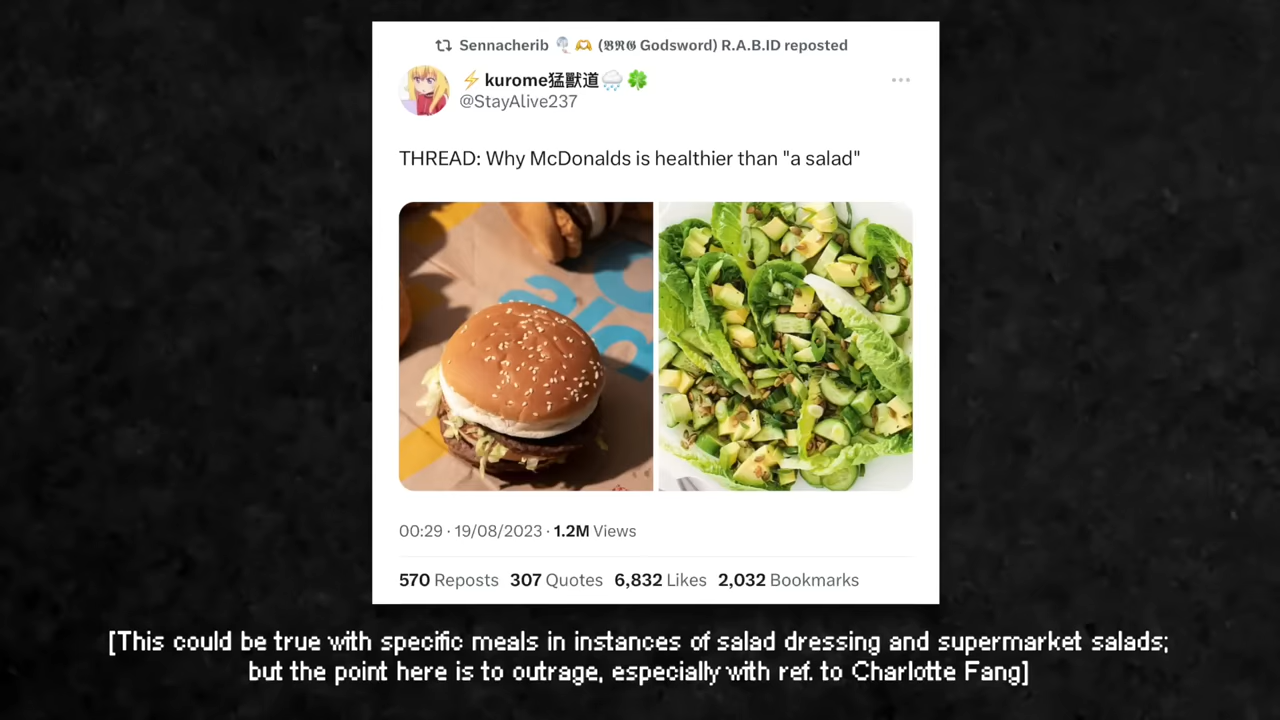 Sennacherib 🪬🫶 (𝕭𝕽𝕲 Godsword) R.A.B.ID reposted
⚡ kurome猛獸道🌧️🍀
@StayAlive237
THREAD: Why McDonalds is healthier than "a salad"
00:29 · 19/08/2023 · 1.2M Views
570 Reposts 307 Quotes 6,832 Likes 2,032 Bookmarks
[This could be true with specific meals in instances of salad dressing and supermarket salads;
but the point here is to outrage, especially with ref. to Charlotte Fang]